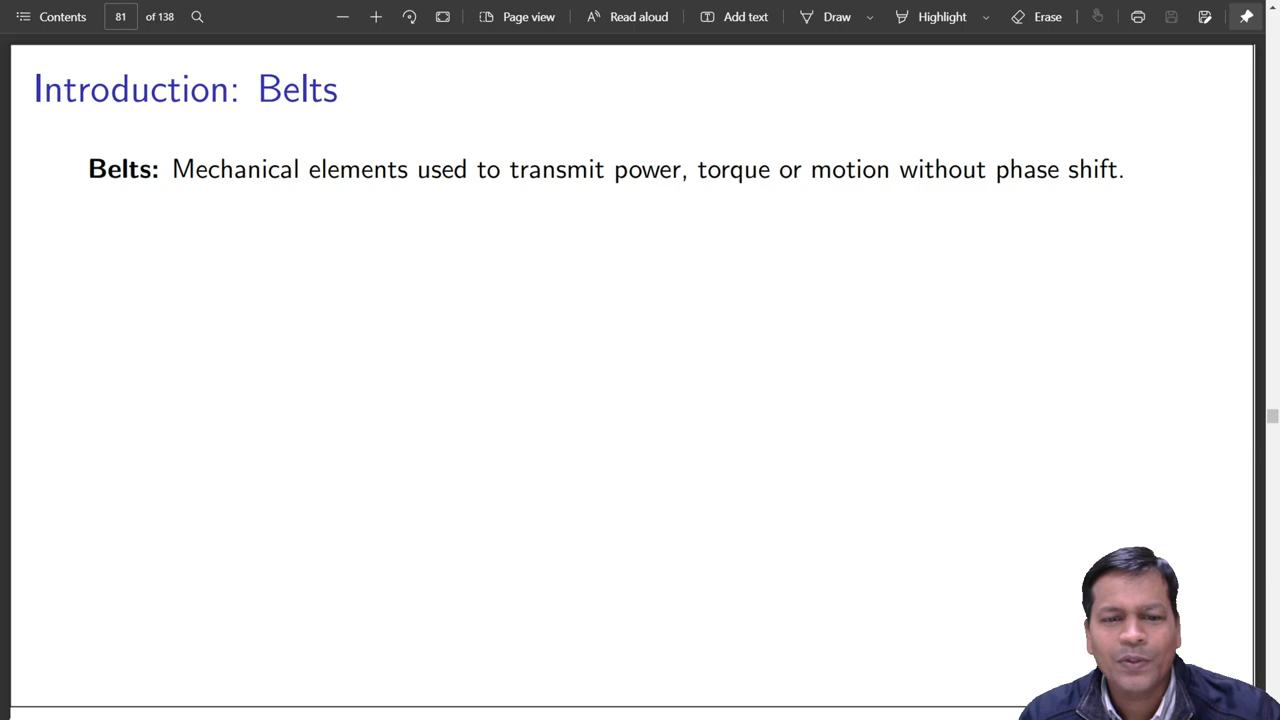 Contents 81 of 138 Page view Read aloud Add text Draw Highlight Erase
Introduction: Belts
Belts: Mechanical elements used to transmit power, torque or motion without phase shift.